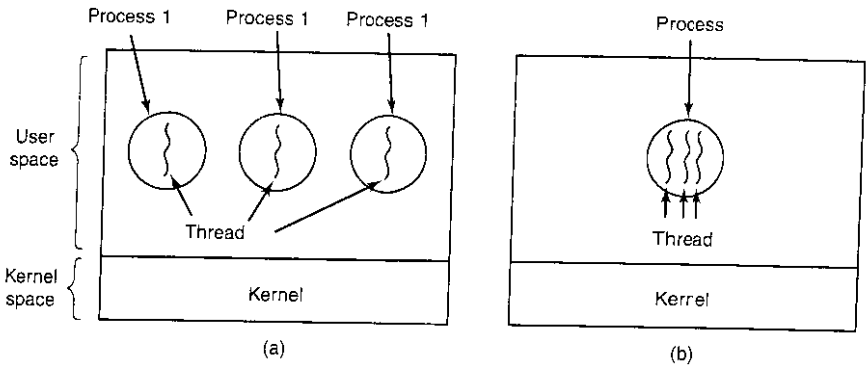 Process 1
Process 1
Process 1
User
space
Thread
Kernel
space
Kernel
(a)
Process
Thread
Kerrel
(b)